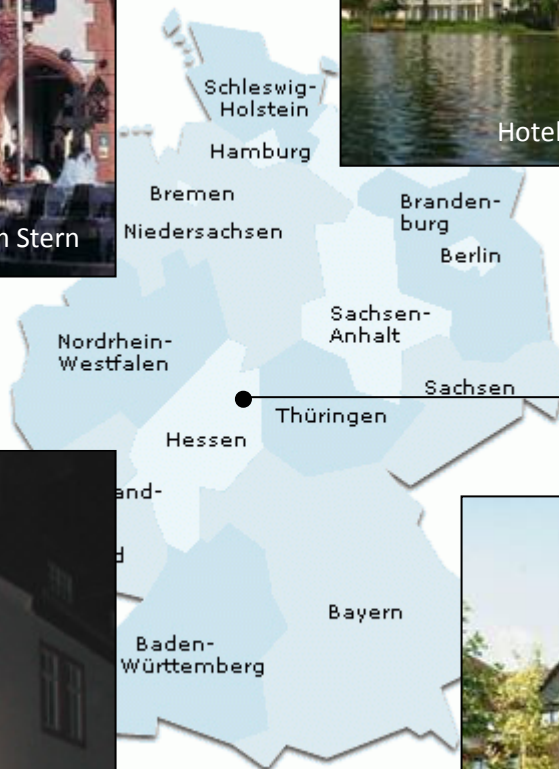 Schleswig-
Holstein
Hotel
Hamburg
Bremen
Branden-
burg
Stern
Niedersachsen
Berlin
Sachsen-
Anhalt
Nordrhein-
Westfalen
Sachsen
Thüringen
Hessen
and-
d
Bayern
Baden-
Württemberg